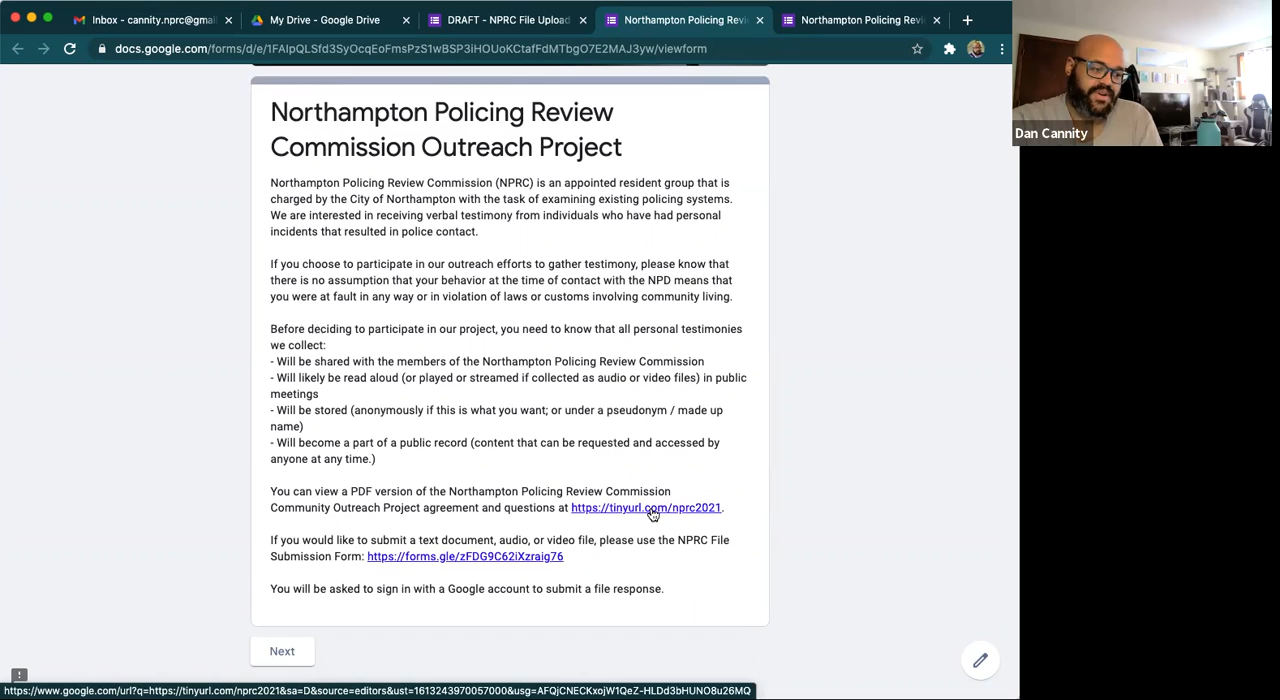 Inbox - cannity.nprc@gmai
My Drive - Google Drive
DRAFT - NPRC File Upload
Northampton Policing Revi
Northampton Policing Revi
docs.google.com/forms/d/e/1FAIpQLSfd3SyOcqEoFmsPzS1wBSP3iHOUoKCtafFdMTbgO7E2MAJ3yw/viewform
Dan Cannity
Northampton Policing Review
Commission Outreach Project
Northampton Policing Review Commission (NPRC) is an appointed resident group that is
charged by the City of Northampton with the task of examining existing policing systems.
We are interested in receiving verbal testimony from individuals who have had personal
incidents that resulted in police contact.
If you choose to participate in our outreach efforts to gather testimony, please know that
there is no assumption that your behavior at the time of contact with the NPD means that
you were at fault in any way or in violation of laws or customs involving community living.
Before deciding to participate in our project, you need to know that all personal testimonies
we collect:
- Will be shared with the members of the Northampton Policing Review Commission
- Will likely be read aloud (or played or streamed if collected as audio or video files) in public
meetings
- Will be stored (anonymously if this is what you want; or under a pseudonym / made up
name)
- Will become a part of a public record (content that can be requested and accessed by
anyone at any time.)
You can view a PDF version of the Northampton Policing Review Commission
Community Outreach Project agreement and questions at https://tinyurl.com/nprc2021.
If you would like to submit a text document, audio, or video file, please use the NPRC File
Submission Form: https://forms.gle/zFDG9C62iXzraig76
You will be asked to sign in with a Google account to submit a file response.
Next
https://www.google.com/url?q=https://tinyurl.com/nprc2021&sa=D&source=editors&ust=1613243970057000&usg=AFQjCNECKxojW1QeZ-HLDd3bHUNO8u26MQ